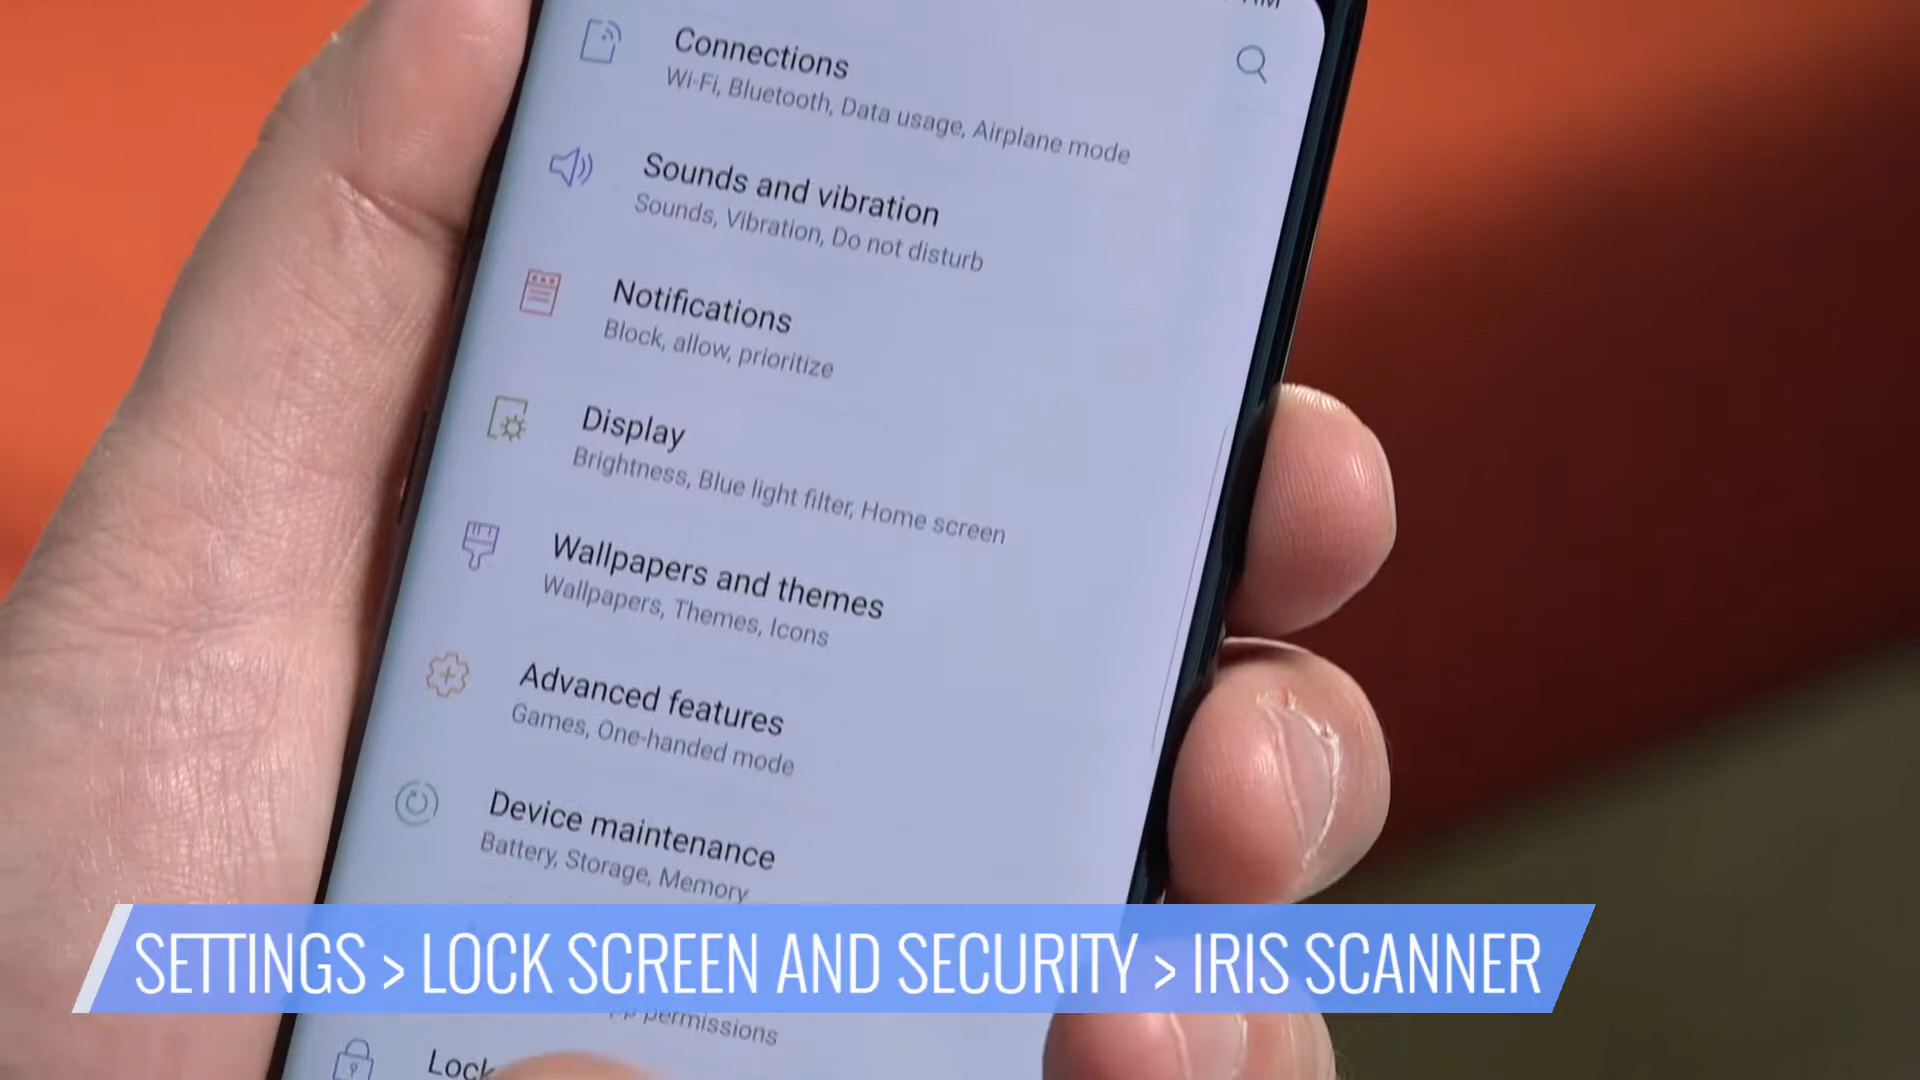 AM
Connections
Wi-Fi, Bluetooth, Data usage, Airplane mode
Sounds and vibration
Sounds, Vibration, Do not disturb
Notifications
Block, allow, prioritize
Display
Brightness, Blue light filter, Home screen
Wallpapers and themes
Wallpapers, Themes, Icons
Advanced features
Games, One-handed mode
Device maintenance
Battery, Storage, Memory
SETTINGS > LOCK SCREEN AND SECURITY > IRIS SCANNER
permissions
Lock